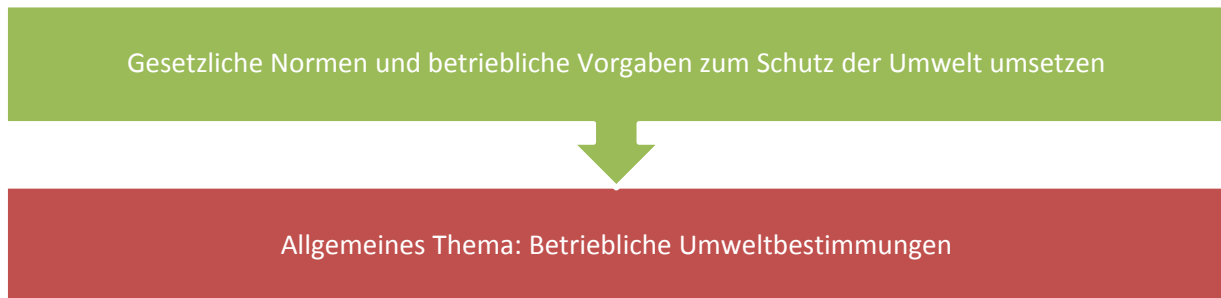 Gesetzliche Normen und betriebliche Vorgaben zum Schutz der Umwelt umsetzen
Allgemeines Thema: Betriebliche Umweltbestimmungen